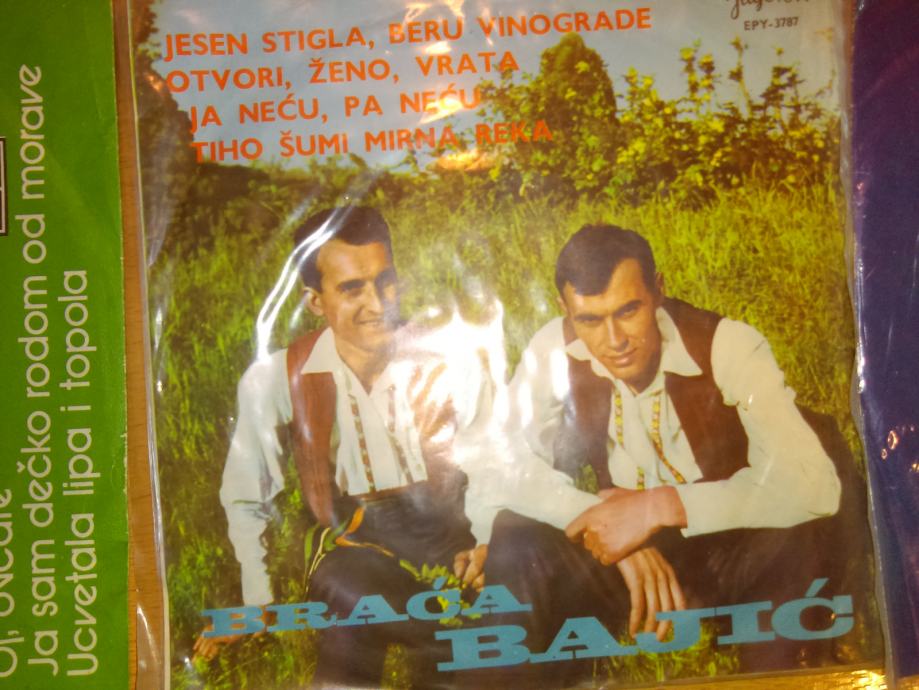 JESEN STIGLA, BERU VINOGRADE
OTVORI, ŽENO, VRATA
JA NEĆU, PA NEĆU
TIHO ŠUMI MIRNA REKA
EPY-3787
BRAĆA
BAJIĆ
Ja sam dečko rodom od morave
Ucvetala lipa i topola